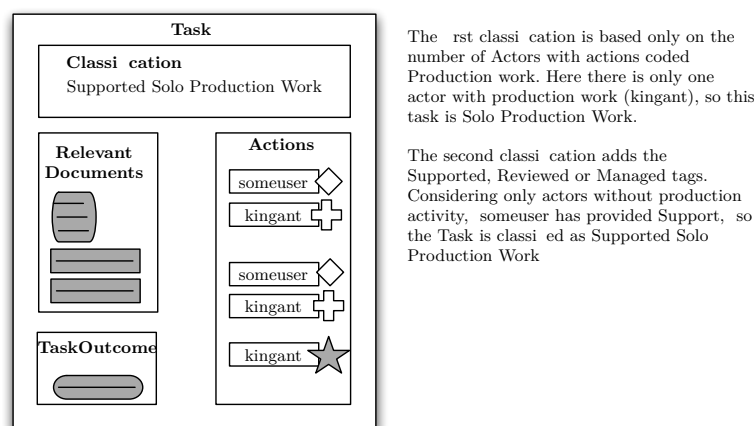 Task
Classi cation
Supported Solo Production Work
Relevant
Documents
Actions
someuser
kingant
someuser
kingant
kingant
TaskOutcome
The rst classi cation is based only on the
number of Actors with actions coded
Production work. Here there is only one
actor with production work (kingant), so this
task is Solo Production Work.
The second classi cation adds the
Supported, Reviewed or Managed tags.
Considering only actors without production
activity, someuser has provided Support, so
the Task is classi ed as Supported Solo
Production Work